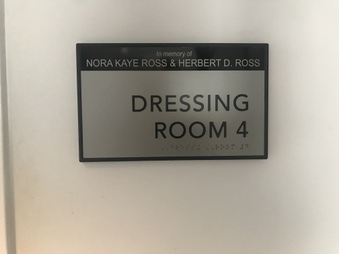 In memory of
NORA KAYE ROSS & HERBERT D. ROSS
DRESSING
ROOM 4